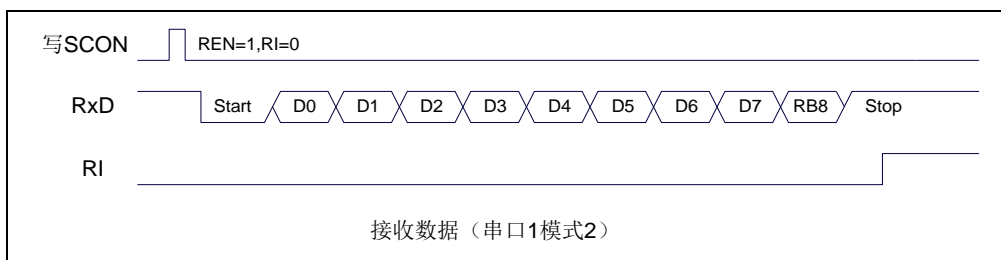 写SCON REN=1,RI=0
RxD Start D0 D1 D2 D3 D4 D5 D6 D7 RB8 Stop
RI
接收数据（串口1模式2）